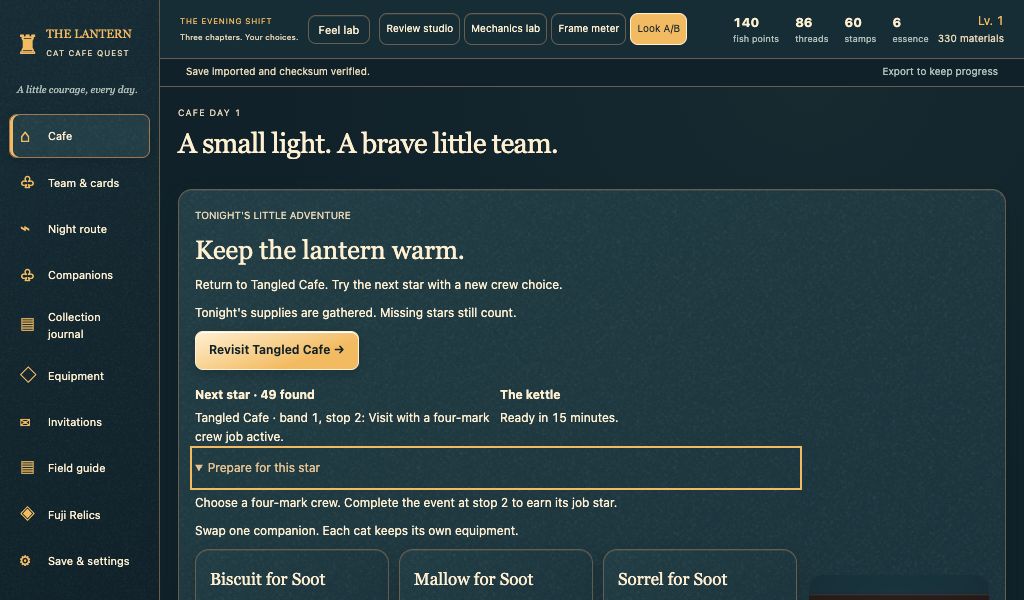 THE LANTERN
CAT CAFE QUEST
A little courage, every day.
Cafe
Team & cards
Night route
Companions
Collection
journal
Equipment
Invitations
Field guide
Fuji Relics
Save & settings
THE EVENING SHIFT
Three chapters. Your choices.
Feel lab
Review studio
Mechanics lab
Frame meter
Look A/B
140
fish points
86
threads
60
stamps
6
essence
Lv. 1
330 materials
Save imported and checksum verified.
Export to keep progress
CAFE DAY 1
A small light. A brave little team.
TONIGHT'S LITTLE ADVENTURE
Keep the lantern warm.
Return to Tangled Cafe. Try the next star with a new crew choice.
Tonight's supplies are gathered. Missing stars still count.
Revisit Tangled Cafe →
Next star · 49 found
Tangled Cafe · band 1, stop 2: Visit with a four-mark
crew job active.
The kettle
Ready in 15 minutes.
▼ Prepare for this star
Choose a four-mark crew. Complete the event at stop 2 to earn its job star.
Swap one companion. Each cat keeps its own equipment.
Biscuit for Soot
Mallow for Soot
Sorrel for Soot